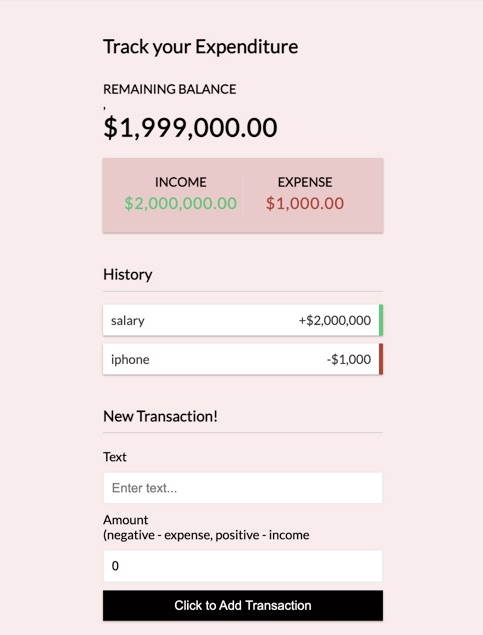 Track your Expenditure
REMAINING BALANCE
,
$1,999,000.00
INCOME EXPENSE
$2,000,000.00 $1,000.00
History
salary +$2,000,000
iphone -$1,000
New Transaction!
Text
Enter text...
Amount
(negative - expense, positive - income
0
Click to Add Transaction